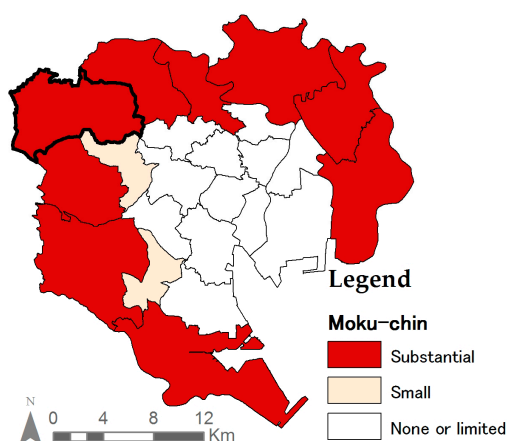 Legend
Moku-chin
Substantial
Small
None or limited
N
0 4 8 12
Km